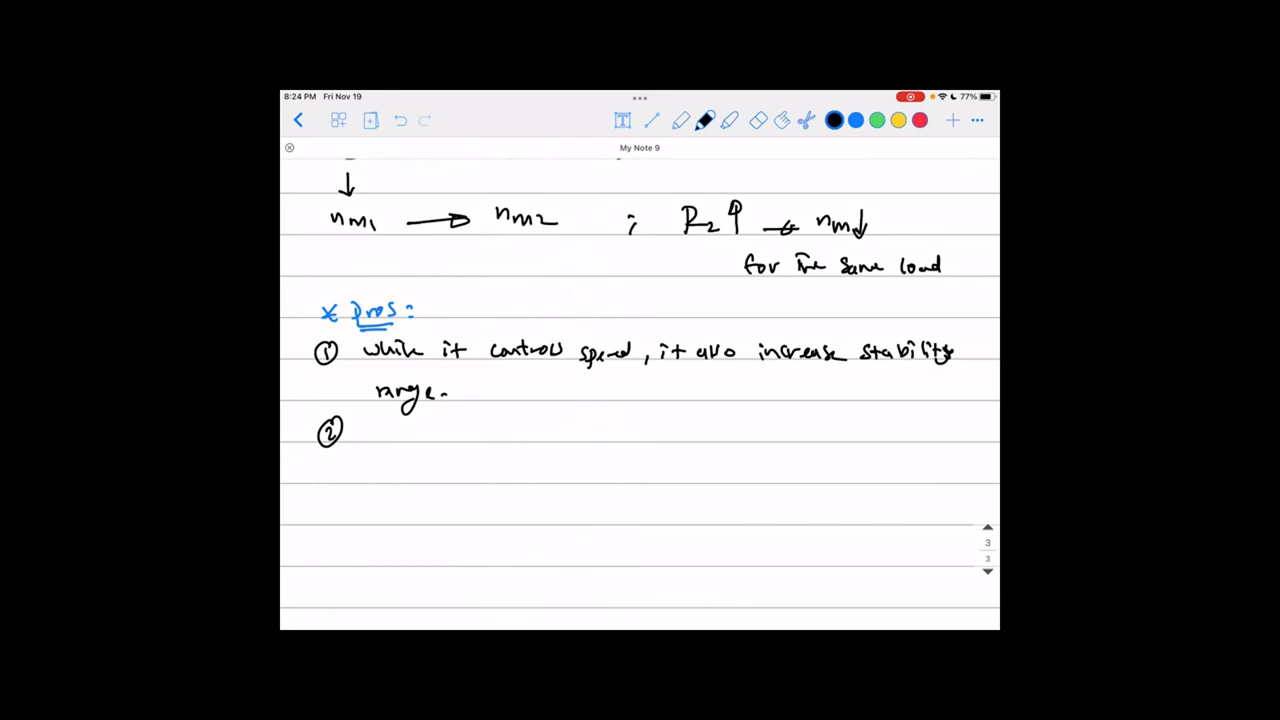 8:24 PM Fri Nov 19
77%
My Note 9
↓
nm1 → nm2 ; R2↑ → nm↓
for the same load
* Pros:
① while it controls speed, it also increase stability
range.
②
3
3